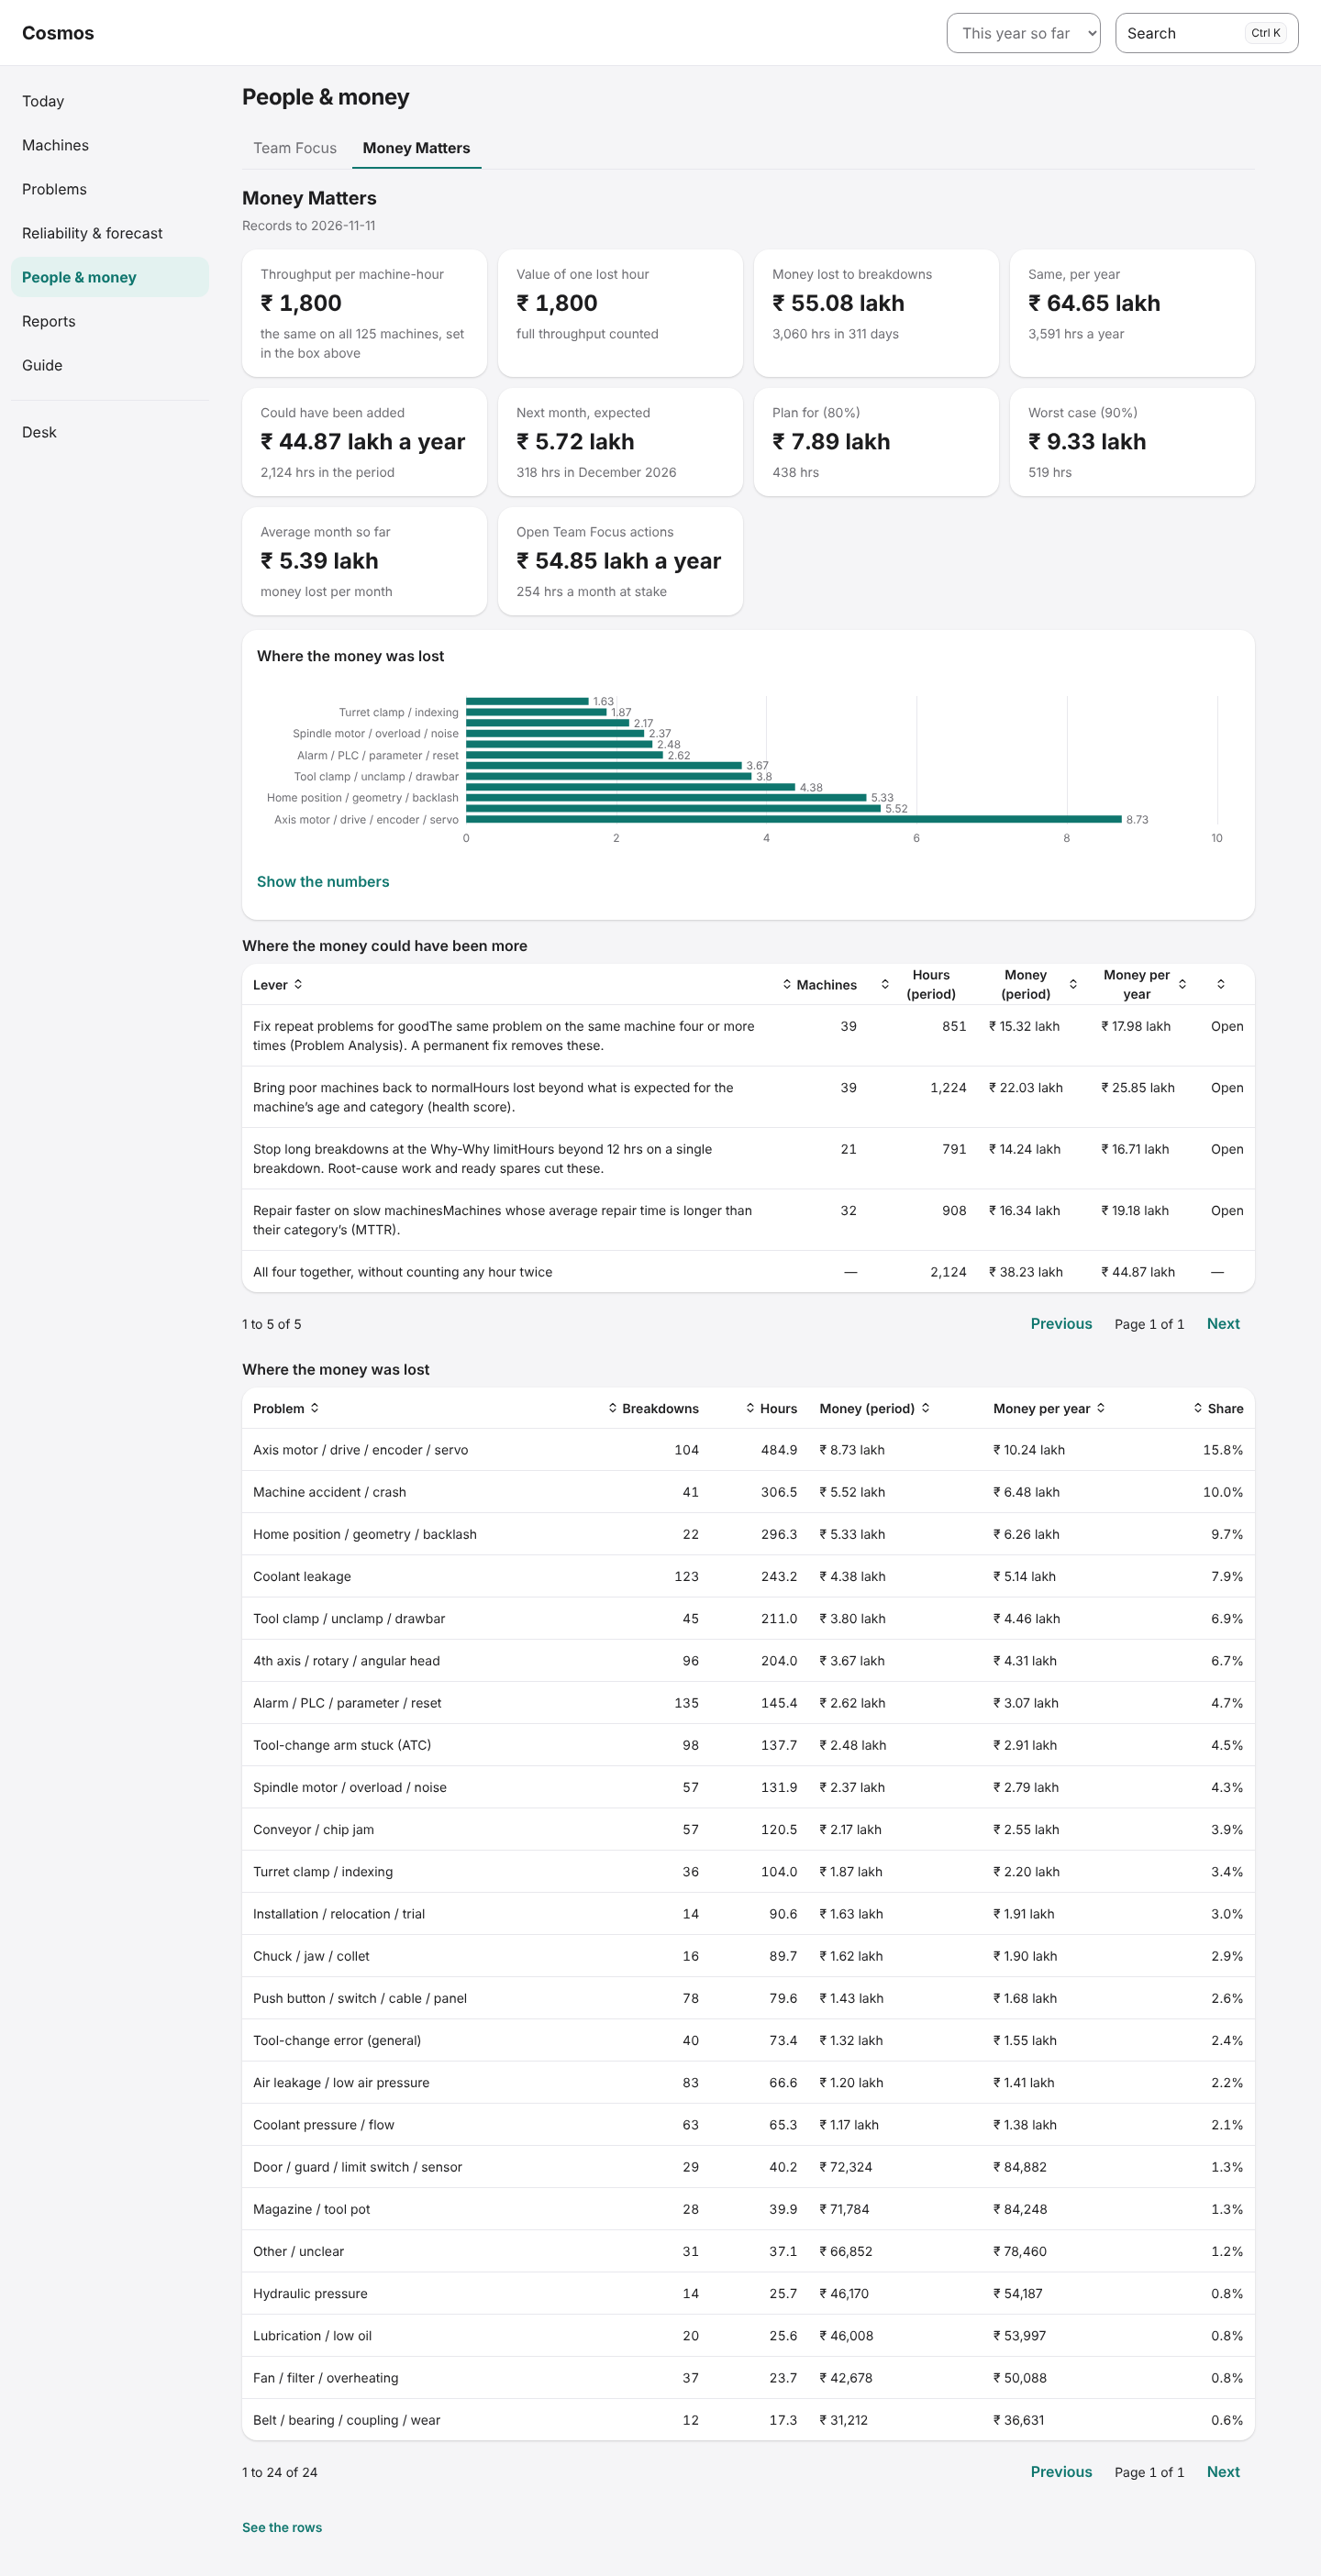 Cosmos
This year so far
Search
Ctrl K
Today
Machines
Problems
Reliability & forecast
People & money
Reports
Guide
Desk
People & money
Team Focus
Money Matters
Money Matters
Records to 2026-11-11
Throughput per machine-hour
₹ 1,800
the same on all 125 machines, set
in the box above
Value of one lost hour
₹ 1,800
full throughput counted
Money lost to breakdowns
₹ 55.08 lakh
3,060 hrs in 311 days
Same, per year
₹ 64.65 lakh
3,591 hrs a year
Could have been added
₹ 44.87 lakh a year
2,124 hrs in the period
Next month, expected
₹ 5.72 lakh
318 hrs in December 2026
Plan for (80%)
₹ 7.89 lakh
438 hrs
Worst case (90%)
₹ 9.33 lakh
519 hrs
Average month so far
₹ 5.39 lakh
money lost per month
Open Team Focus actions
₹ 54.85 lakh a year
254 hrs a month at stake
Where the money was lost
1.63
Turret clamp / indexing 1.87
2.17
Spindle motor / overload / noise 2.37
2.48
Alarm / PLC / parameter / reset 2.62
3.67
Tool clamp / unclamp / drawbar 3.8
4.38
Home position / geometry / backlash 5.33
5.52
Axis motor / drive / encoder / servo 8.73
0 2 4 6 8 10
Show the numbers
Where the money could have been more
Lever Machines Hours (period) Money (period) Money per year
Fix repeat problems for goodThe same problem on the same machine four or more 39 851 ₹ 15.32 lakh ₹ 17.98 lakh Open
times (Problem Analysis). A permanent fix removes these.
Bring poor machines back to normalHours lost beyond what is expected for the 39 1,224 ₹ 22.03 lakh ₹ 25.85 lakh Open
machine’s age and category (health score).
Stop long breakdowns at the Why-Why limitHours beyond 12 hrs on a single 21 791 ₹ 14.24 lakh ₹ 16.71 lakh Open
breakdown. Root-cause work and ready spares cut these.
Repair faster on slow machinesMachines whose average repair time is longer than 32 908 ₹ 16.34 lakh ₹ 19.18 lakh Open
their category’s (MTTR).
All four together, without counting any hour twice — 2,124 ₹ 38.23 lakh ₹ 44.87 lakh —
1 to 5 of 5 Previous Page 1 of 1 Next
Where the money was lost
Problem Breakdowns Hours Money (period) Money per year Share
Axis motor / drive / encoder / servo 104 484.9 ₹ 8.73 lakh ₹ 10.24 lakh 15.8%
Machine accident / crash 41 306.5 ₹ 5.52 lakh ₹ 6.48 lakh 10.0%
Home position / geometry / backlash 22 296.3 ₹ 5.33 lakh ₹ 6.26 lakh 9.7%
Coolant leakage 123 243.2 ₹ 4.38 lakh ₹ 5.14 lakh 7.9%
Tool clamp / unclamp / drawbar 45 211.0 ₹ 3.80 lakh ₹ 4.46 lakh 6.9%
4th axis / rotary / angular head 96 204.0 ₹ 3.67 lakh ₹ 4.31 lakh 6.7%
Alarm / PLC / parameter / reset 135 145.4 ₹ 2.62 lakh ₹ 3.07 lakh 4.7%
Tool-change arm stuck (ATC) 98 137.7 ₹ 2.48 lakh ₹ 2.91 lakh 4.5%
Spindle motor / overload / noise 57 131.9 ₹ 2.37 lakh ₹ 2.79 lakh 4.3%
Conveyor / chip jam 57 120.5 ₹ 2.17 lakh ₹ 2.55 lakh 3.9%
Turret clamp / indexing 36 104.0 ₹ 1.87 lakh ₹ 2.20 lakh 3.4%
Installation / relocation / trial 14 90.6 ₹ 1.63 lakh ₹ 1.91 lakh 3.0%
Chuck / jaw / collet 16 89.7 ₹ 1.62 lakh ₹ 1.90 lakh 2.9%
Push button / switch / cable / panel 78 79.6 ₹ 1.43 lakh ₹ 1.68 lakh 2.6%
Tool-change error (general) 40 73.4 ₹ 1.32 lakh ₹ 1.55 lakh 2.4%
Air leakage / low air pressure 83 66.6 ₹ 1.20 lakh ₹ 1.41 lakh 2.2%
Coolant pressure / flow 63 65.3 ₹ 1.17 lakh ₹ 1.38 lakh 2.1%
Door / guard / limit switch / sensor 29 40.2 ₹ 72,324 ₹ 84,882 1.3%
Magazine / tool pot 28 39.9 ₹ 71,784 ₹ 84,248 1.3%
Other / unclear 31 37.1 ₹ 66,852 ₹ 78,460 1.2%
Hydraulic pressure 14 25.7 ₹ 46,170 ₹ 54,187 0.8%
Lubrication / low oil 20 25.6 ₹ 46,008 ₹ 53,997 0.8%
Fan / filter / overheating 37 23.7 ₹ 42,678 ₹ 50,088 0.8%
Belt / bearing / coupling / wear 12 17.3 ₹ 31,212 ₹ 36,631 0.6%
1 to 24 of 24 Previous Page 1 of 1 Next
See the rows